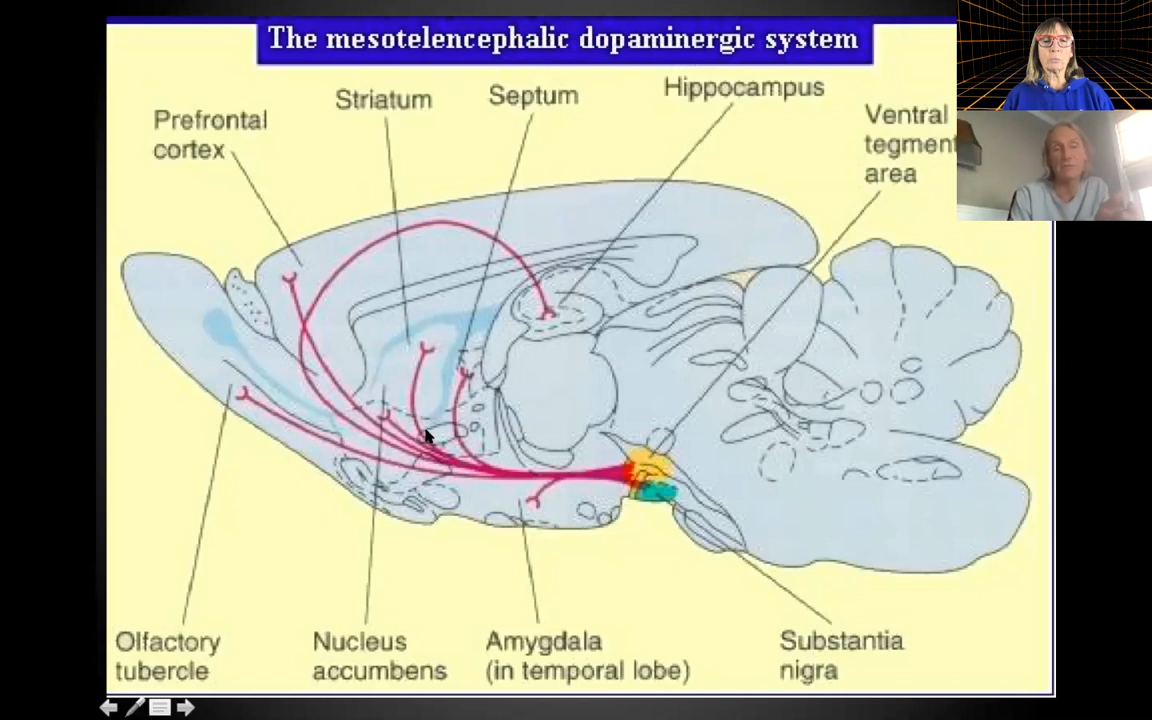 The mesotelencephalic dopaminergic system
Striatum
Septum
Hippocampus
Prefrontal
cortex
Ventral
tegment
area
Olfactory
tubercle
Nucleus
accumbens
Amygdala
(in temporal lobe)
Substantia
nigra